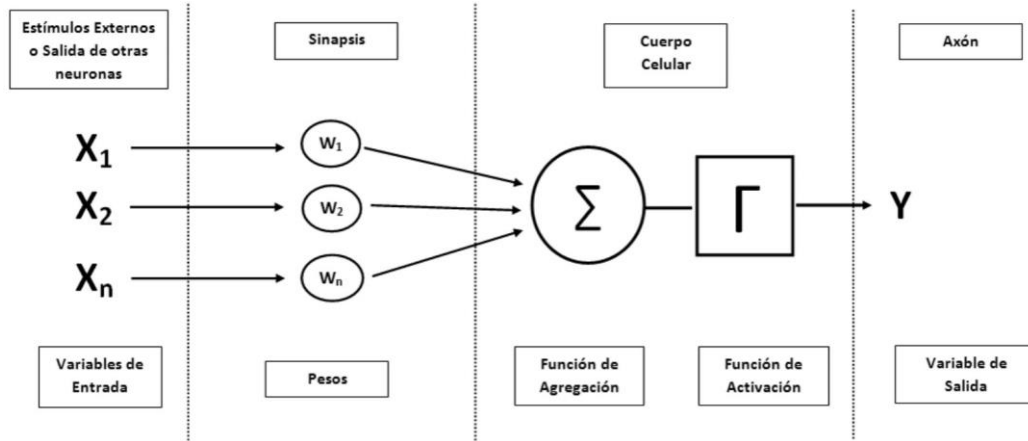 Estímulos Externos
o Salida de otras
neuronas
Sinapsis
Cuerpo
Celular
Axón
X₁
W₁
X₂
W₂
Σ
Γ
Y
Xₙ
Wₙ
Variables de
Entrada
Pesos
Función de
Agregación
Función de
Activación
Variable de
Salida